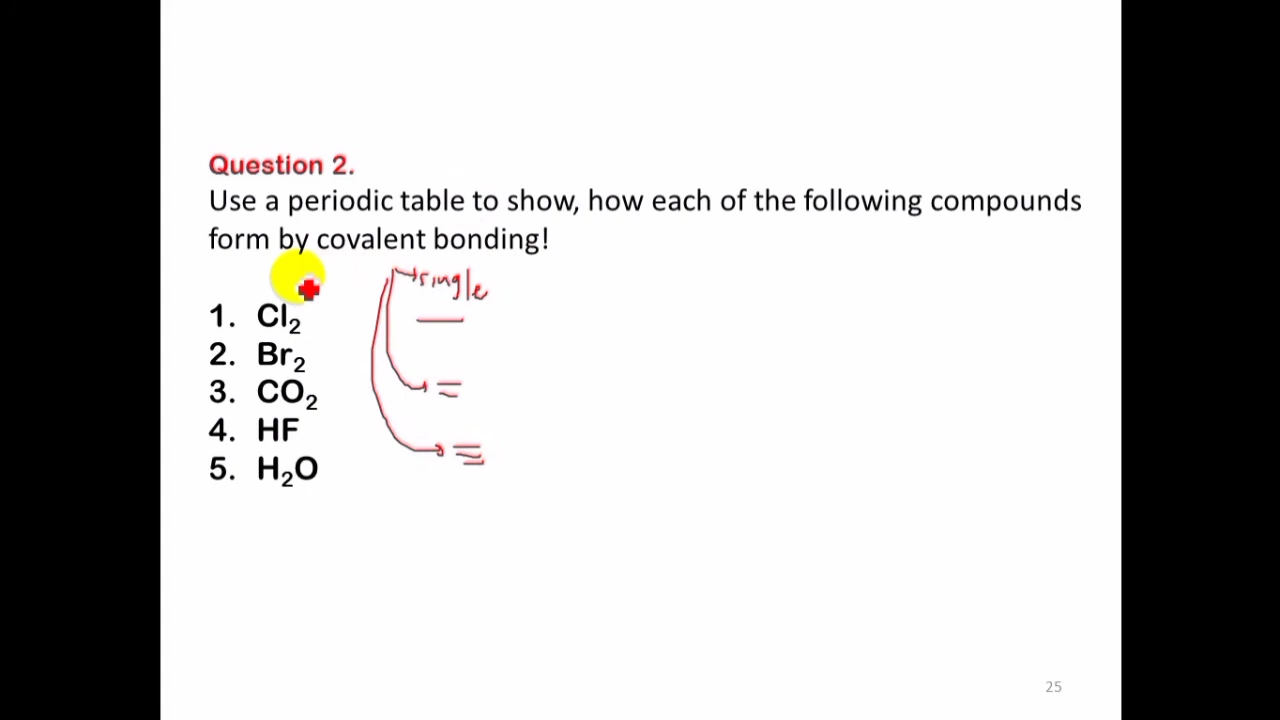 Question 2.
Use a periodic table to show, how each of the following compounds
form by covalent bonding!
single
1. Cl₂
2. Br₂
3. CO₂
4. HF
5. H₂O
25